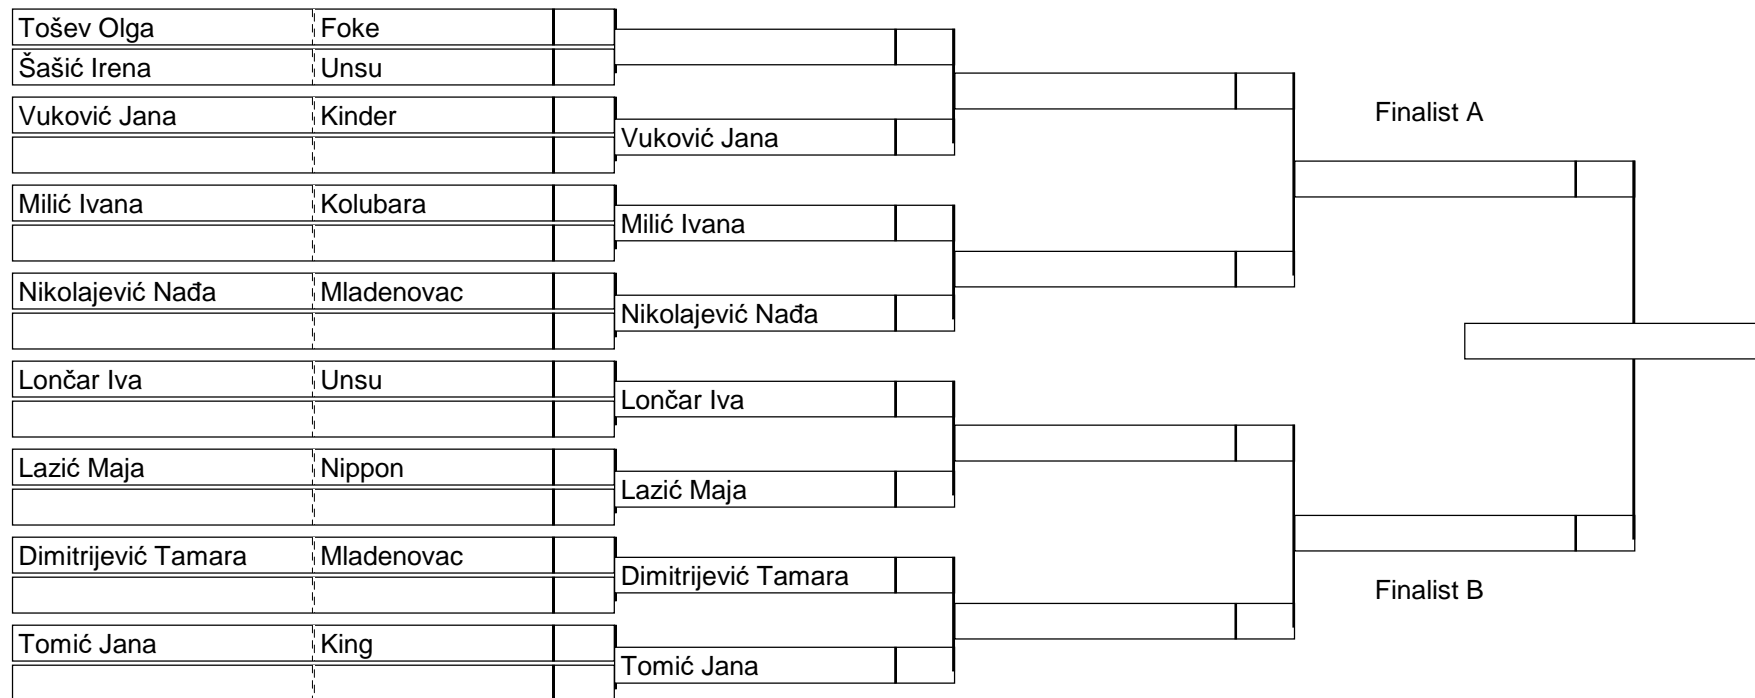 Tošev Olga Foke
Šašić Irena Unsu
Vuković Jana Kinder
Vuković Jana
Finalist A
Milić Ivana Kolubara
Milić Ivana
Nikolajević Nađa Mladenovac
Nikolajević Nađa
Lončar Iva Unsu
Lončar Iva
Lazić Maja Nippon
Lazić Maja
Dimitrijević Tamara Mladenovac
Dimitrijević Tamara
Finalist B
Tomić Jana King
Tomić Jana